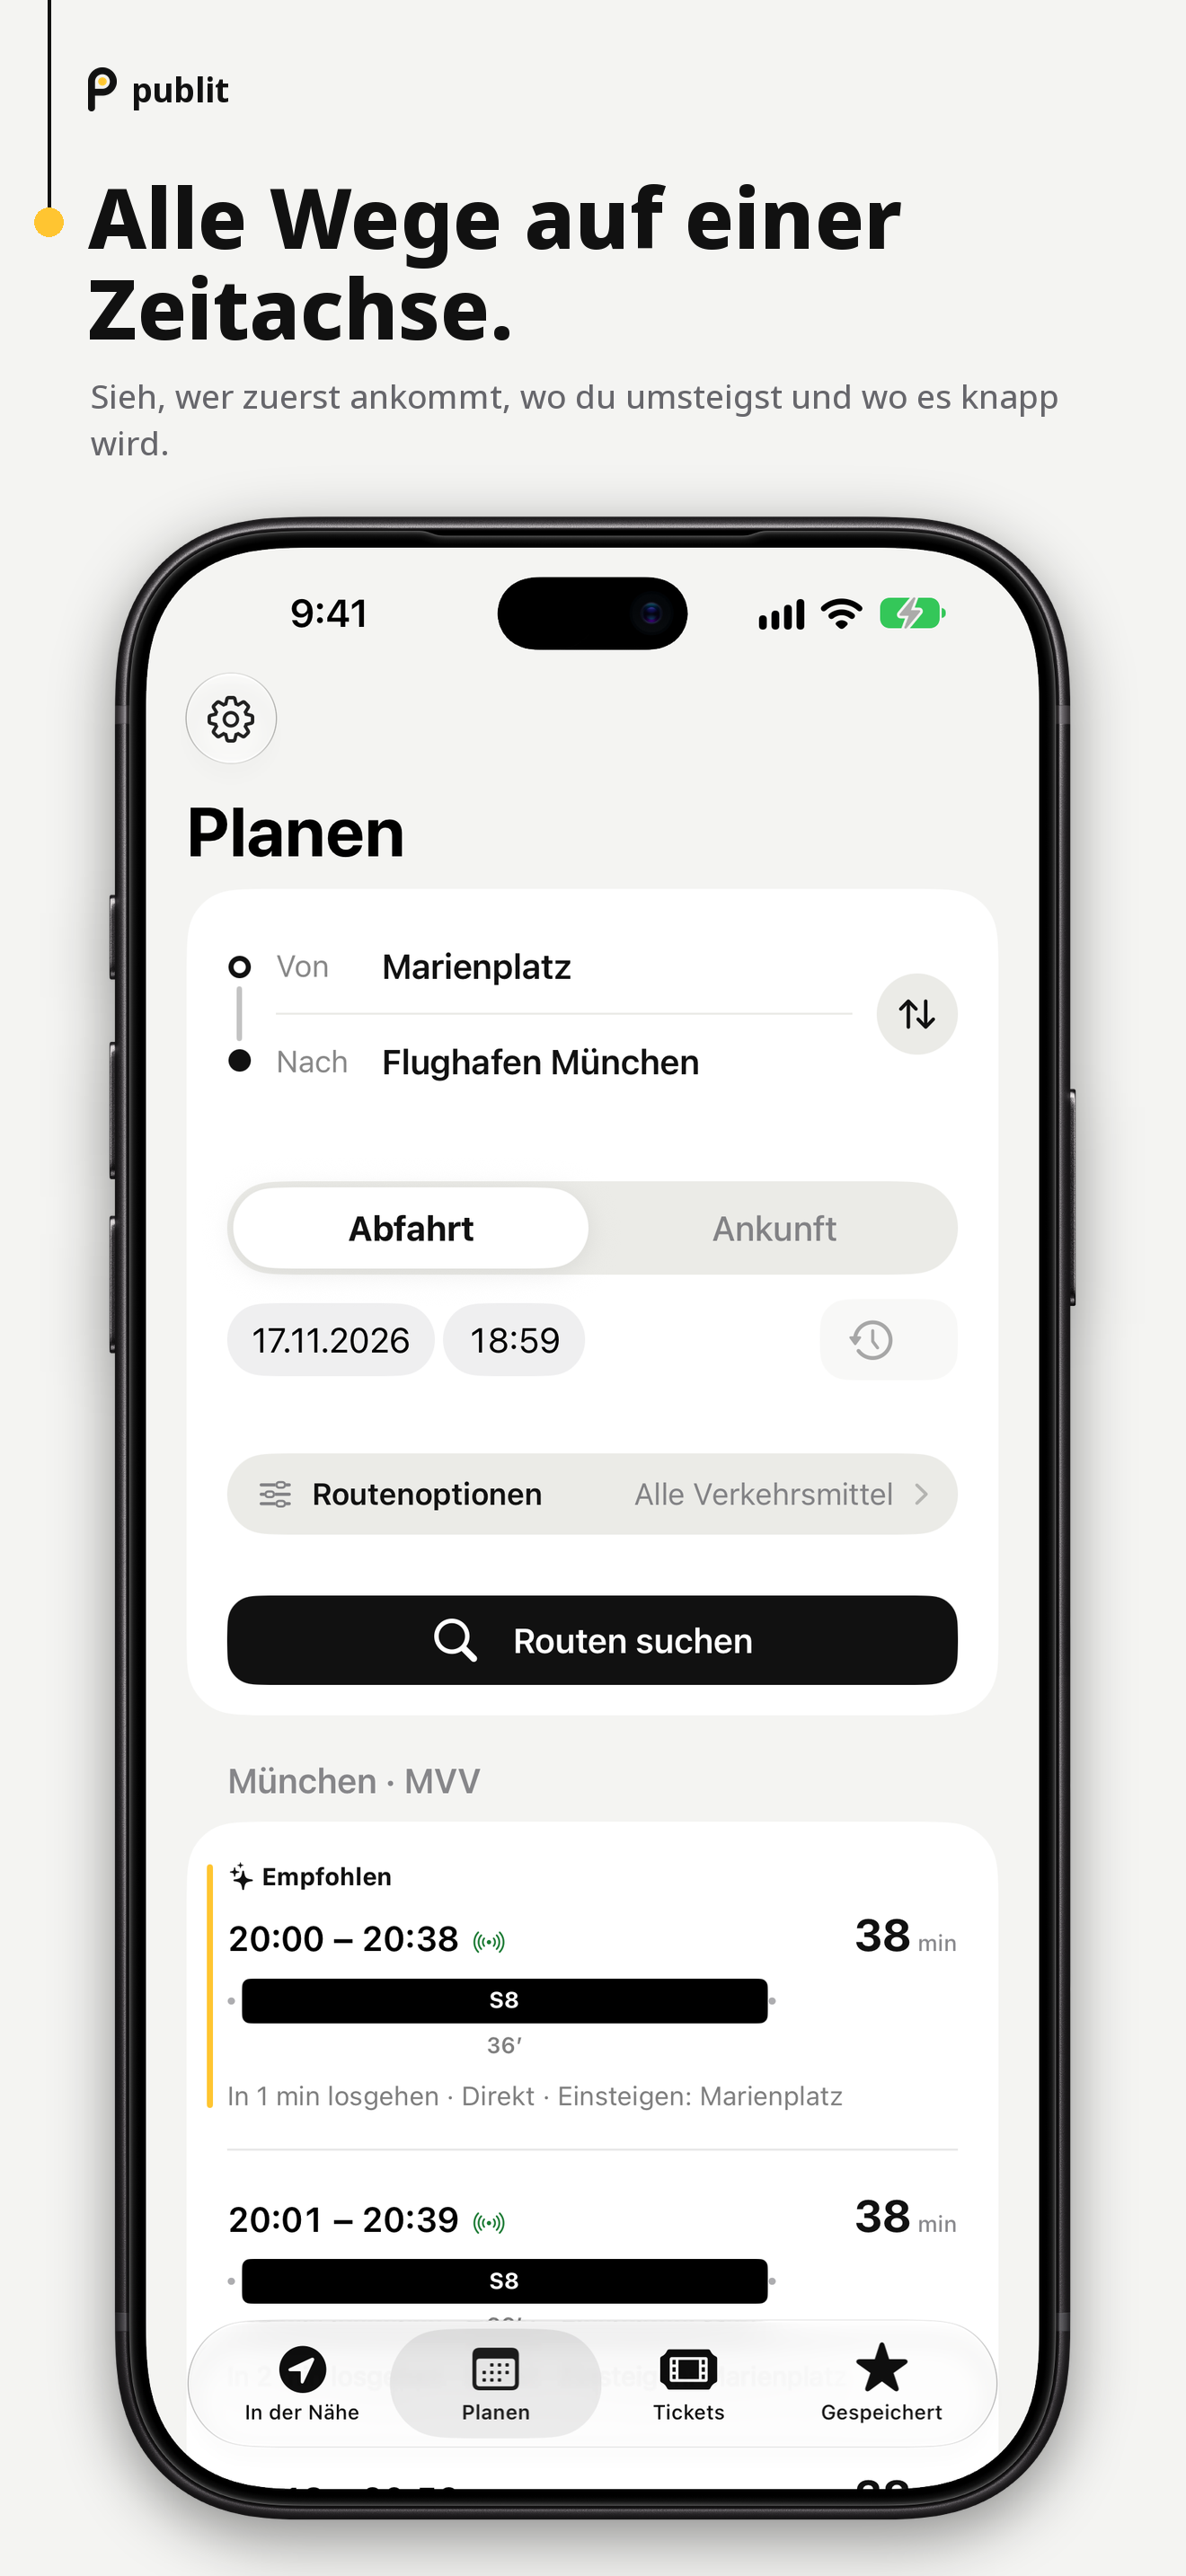 publit
Alle Wege auf einer
Zeitachse.
Sieh, wer zuerst ankommt, wo du umsteigst und wo es knapp
wird.
9:41
Planen
Von Marienplatz
Nach Flughafen München
Abfahrt Ankunft
17.11.2026 18:59
Routenoptionen Alle Verkehrsmittel
Routen suchen
München · MVV
Empfohlen
20:00 – 20:38 38 min
S8
36’
In 1 min losgehen · Direkt · Einsteigen: Marienplatz
20:01 – 20:39 38 min
S8
In der Nähe Planen Tickets Gespeichert